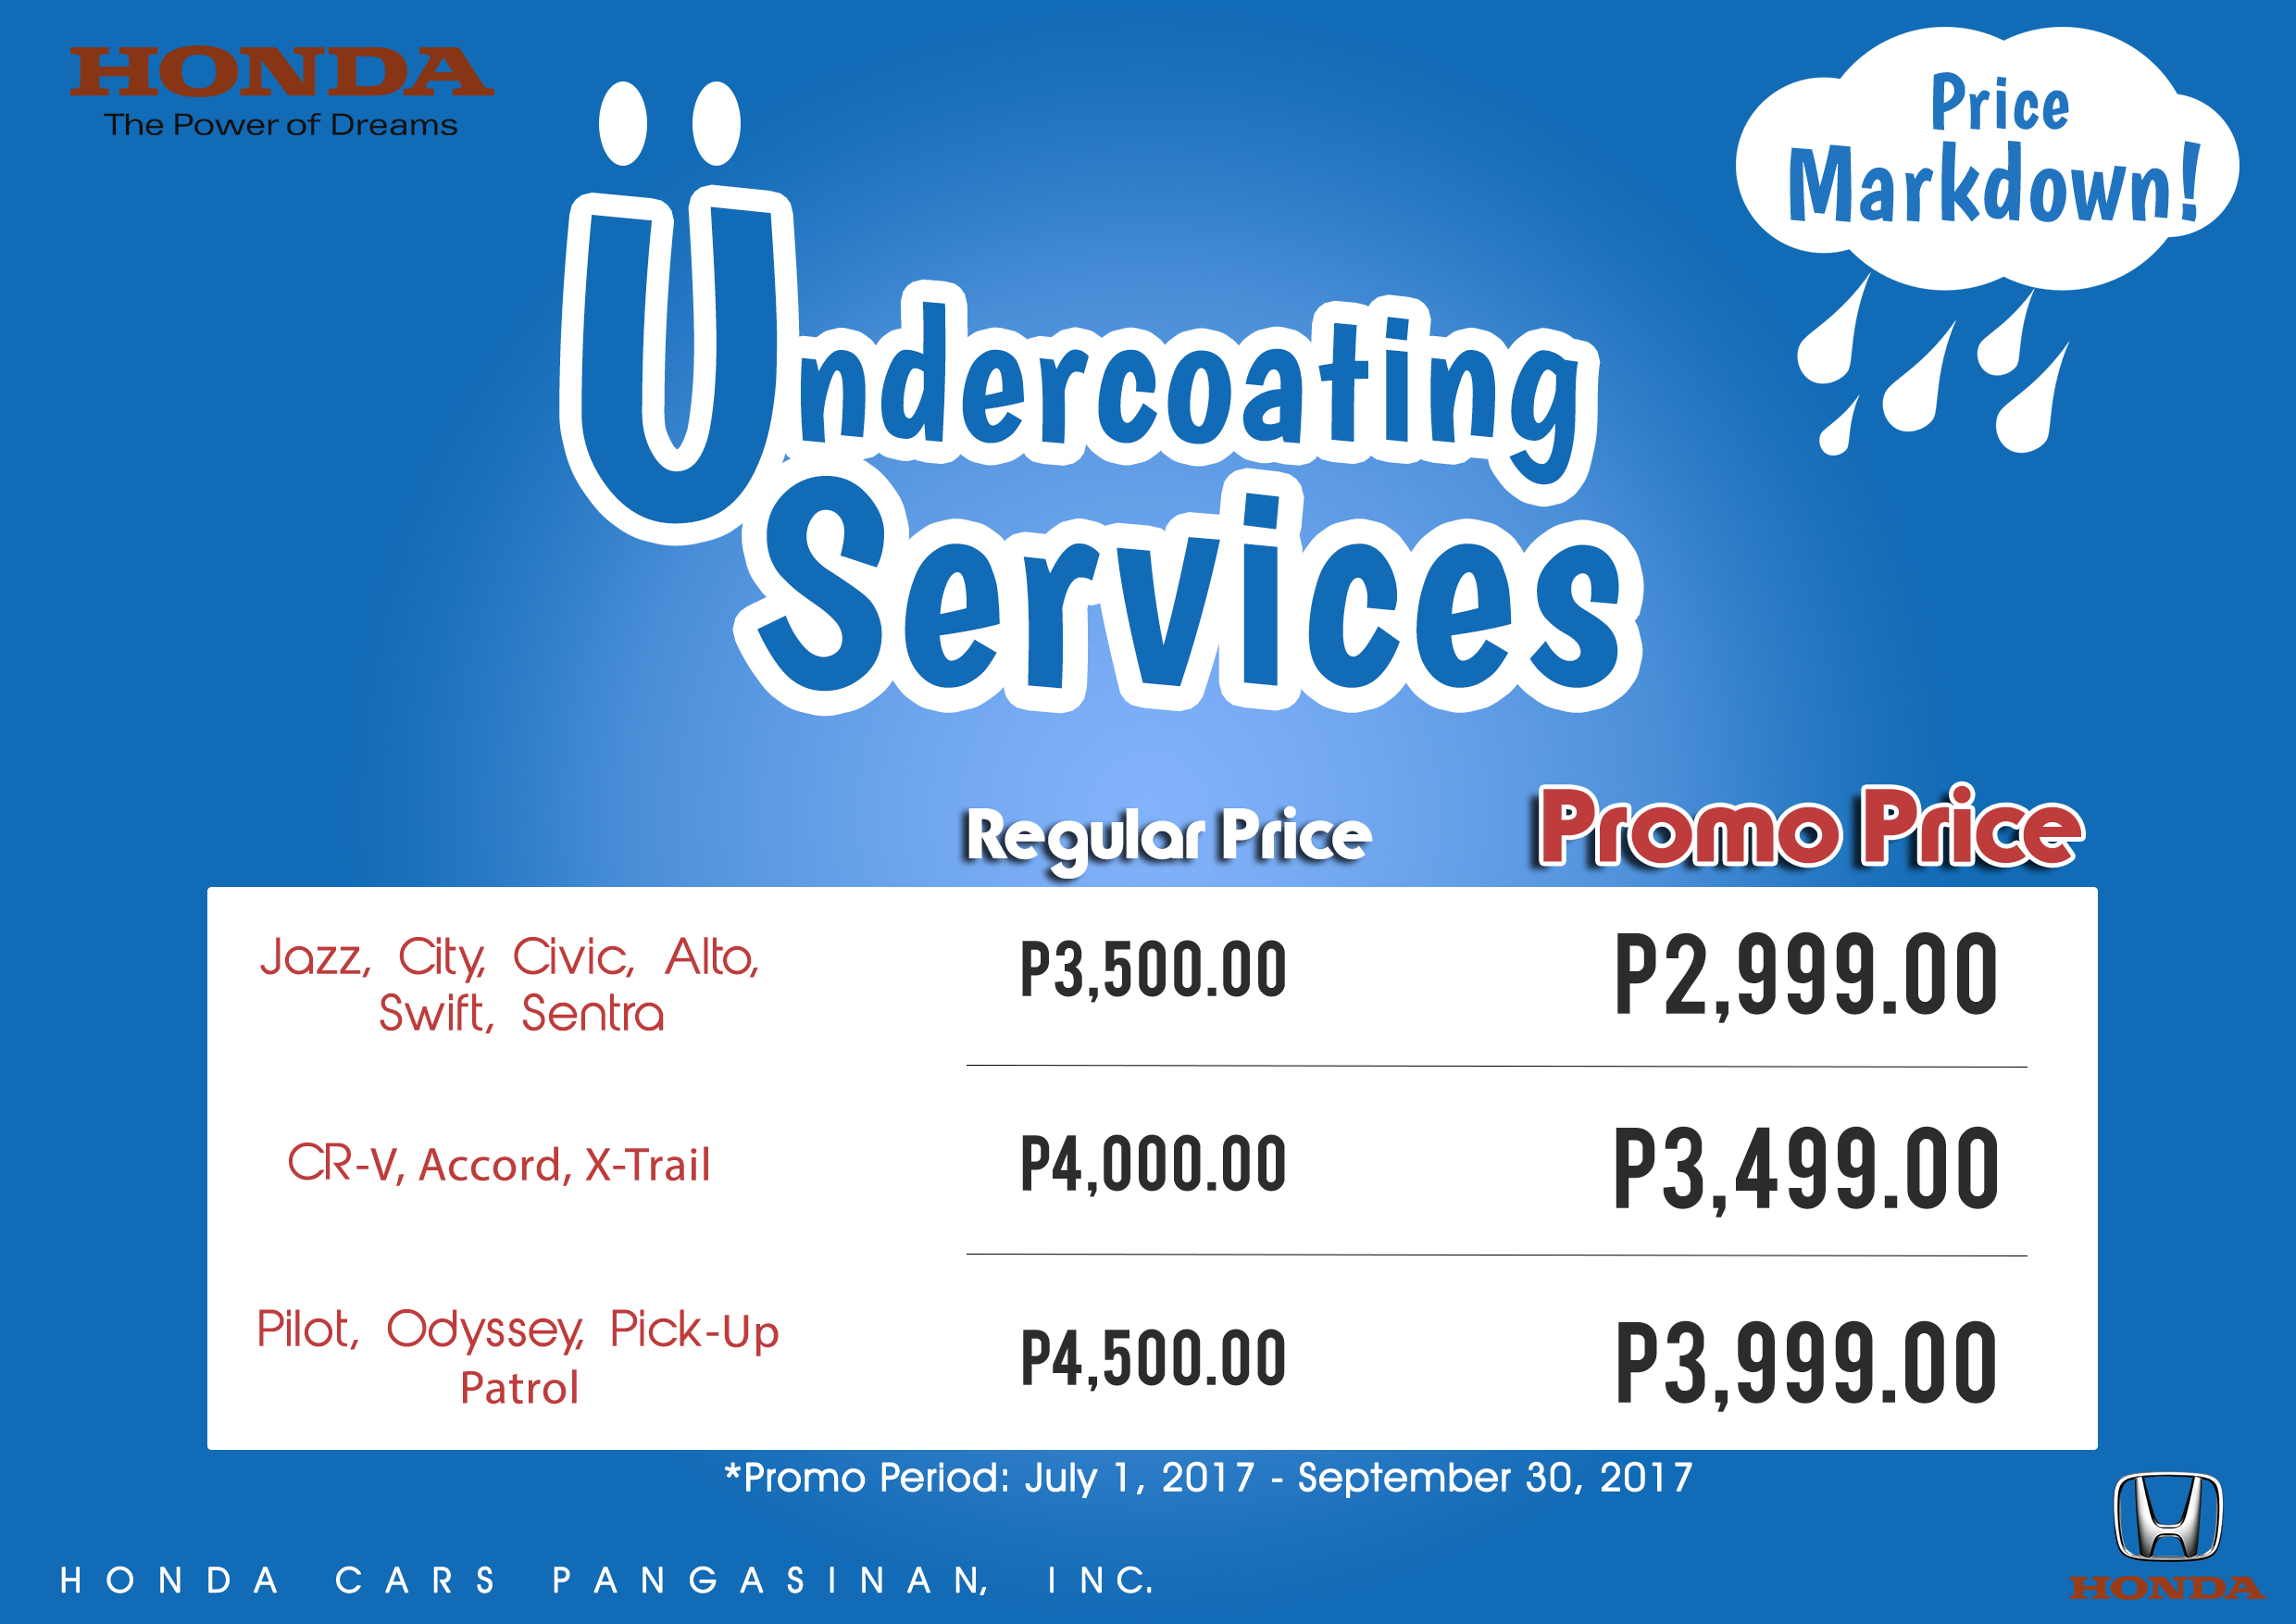 HONDA
The Power of Dreams
Price
Markdown!
Ündercoating
Services
Regular Price
Promo Price
Jazz, City, Civic, Alto,
Swift, Sentra
P3,500.00
P2,999.00
CR-V, Accord, X-Trail
P4,000.00
P3,499.00
Pilot, Odyssey, Pick-Up
Patrol
P4,500.00
P3,999.00
*Promo Period: July 1, 2017 - September 30, 2017
HONDA CARS PANGASINAN, INC.
HONDA